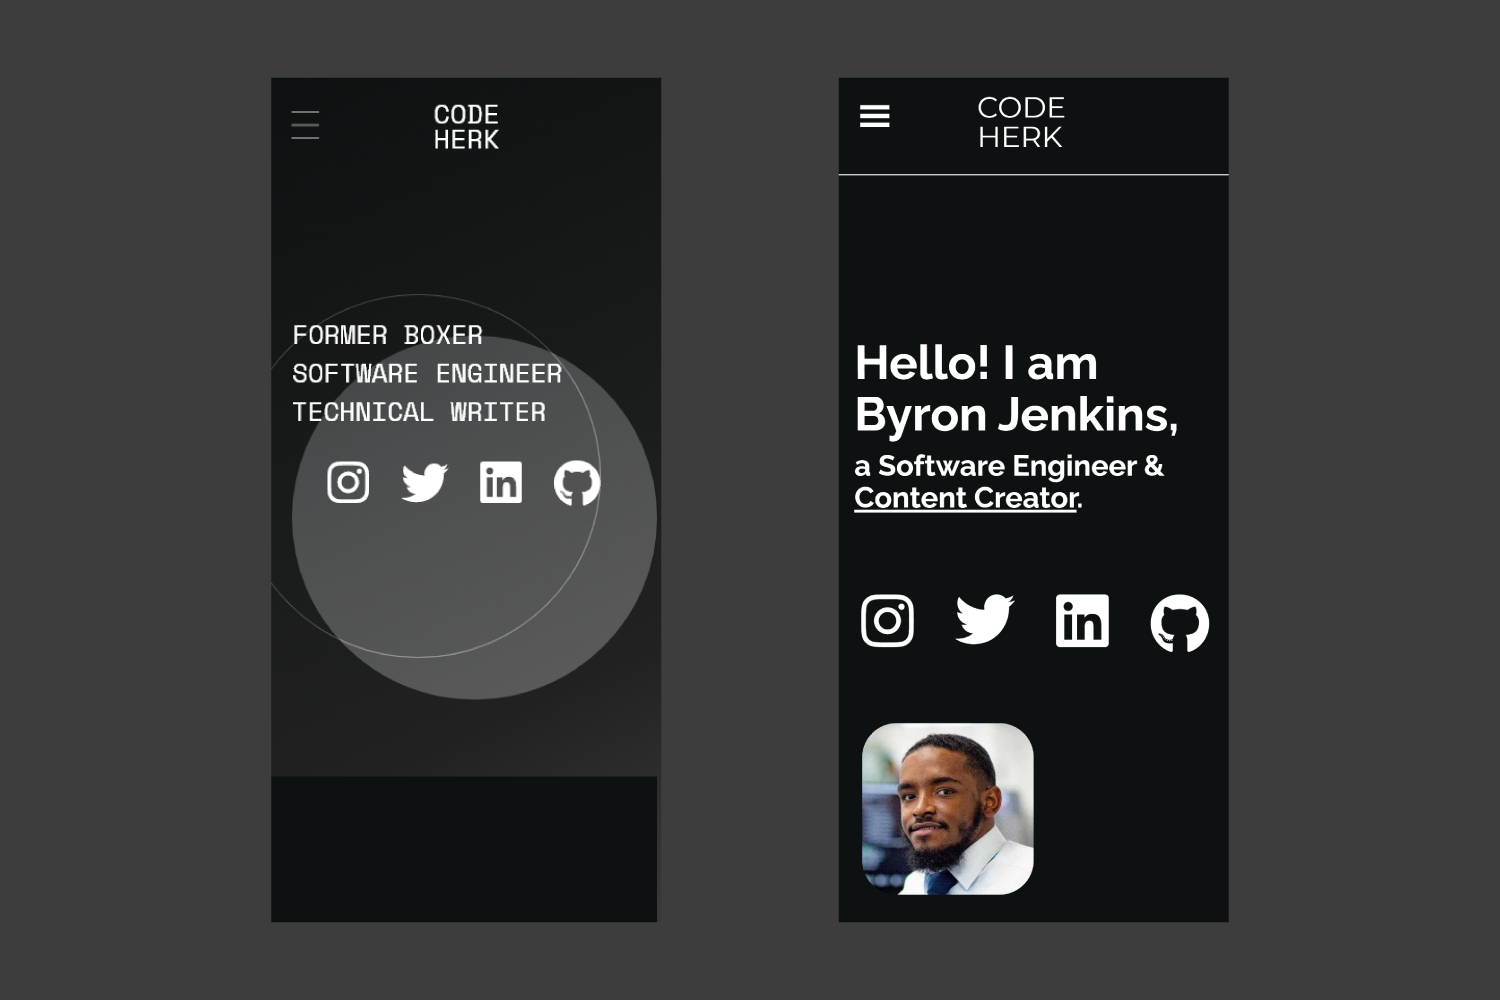 CODE
HERK
FORMER BOXER
SOFTWARE ENGINEER
TECHNICAL WRITER
CODE
HERK
Hello! I am
Byron Jenkins,
a Software Engineer &
Content Creator.